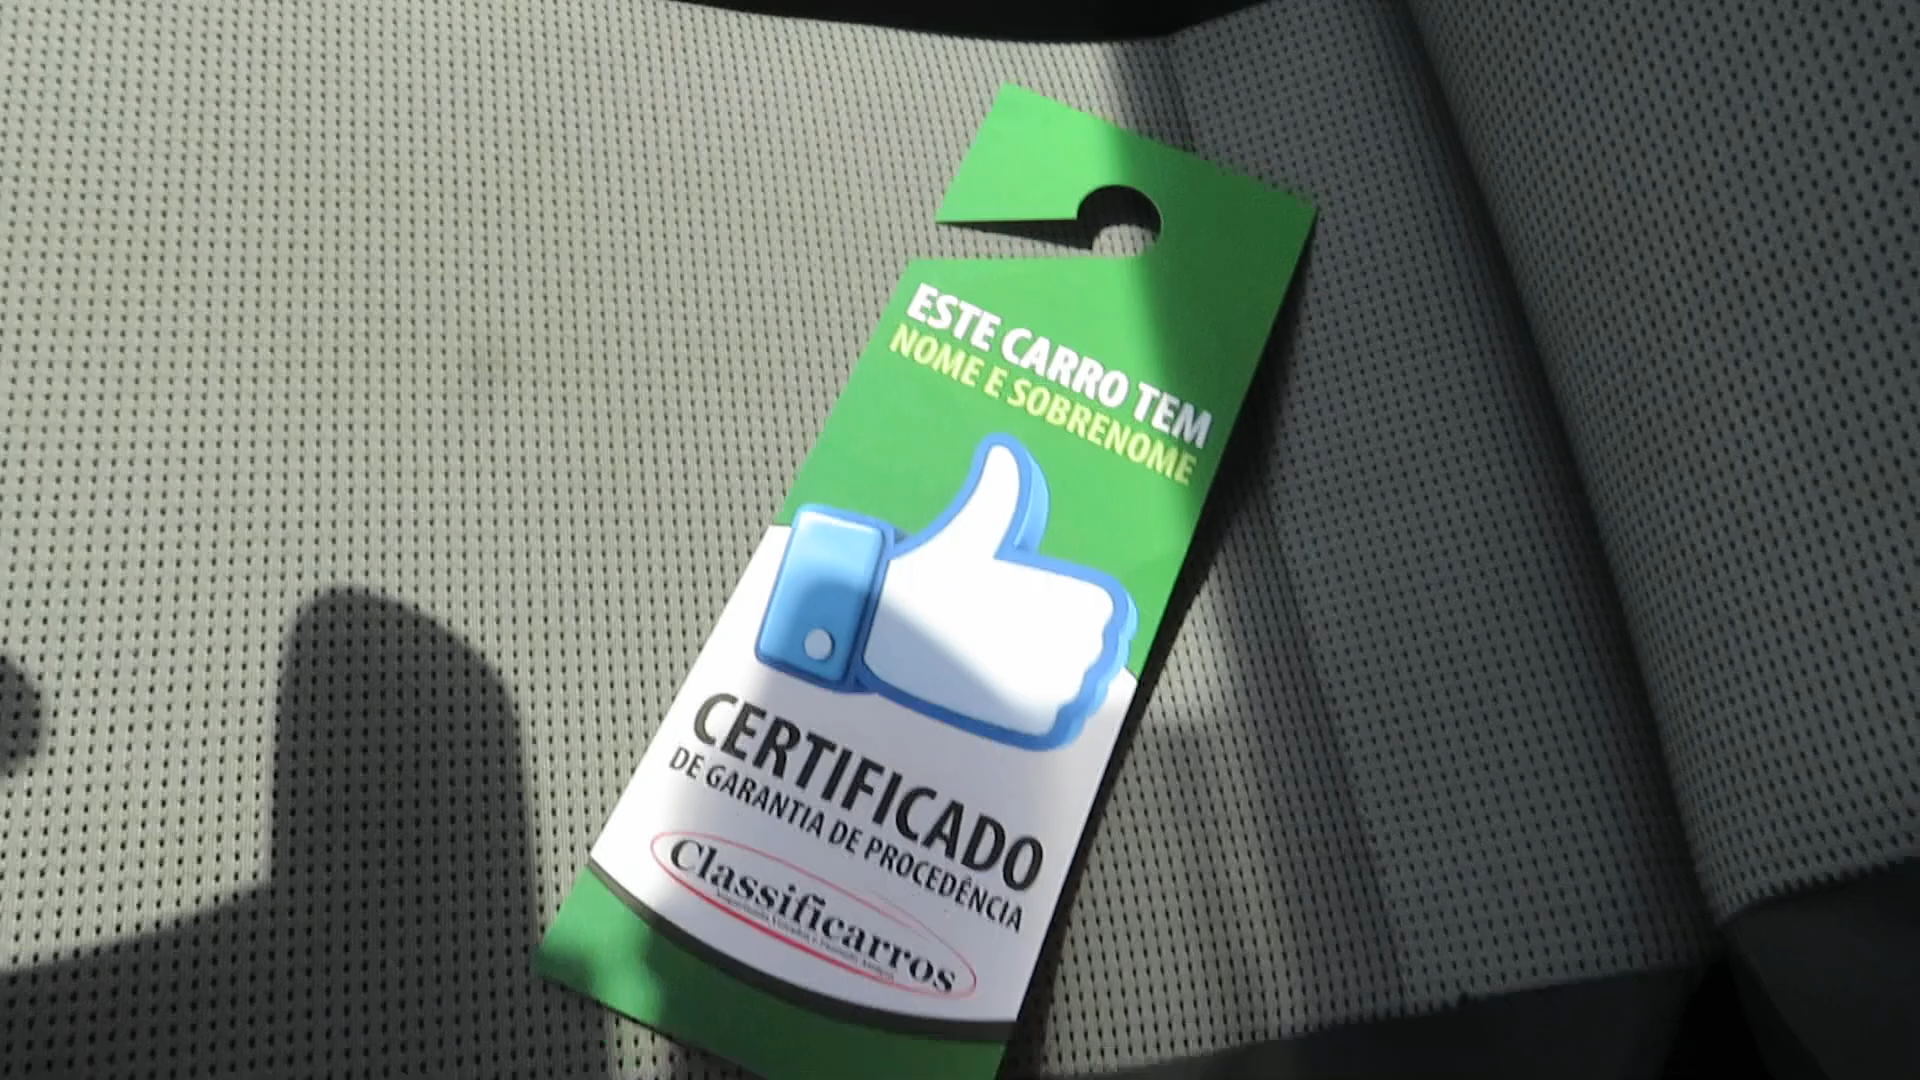 ESTE CARRO TEM
NOME E SOBRENOME
CERTIFICADO
DE GARANTIA DE PROCEDÊNCIA
Classificarros